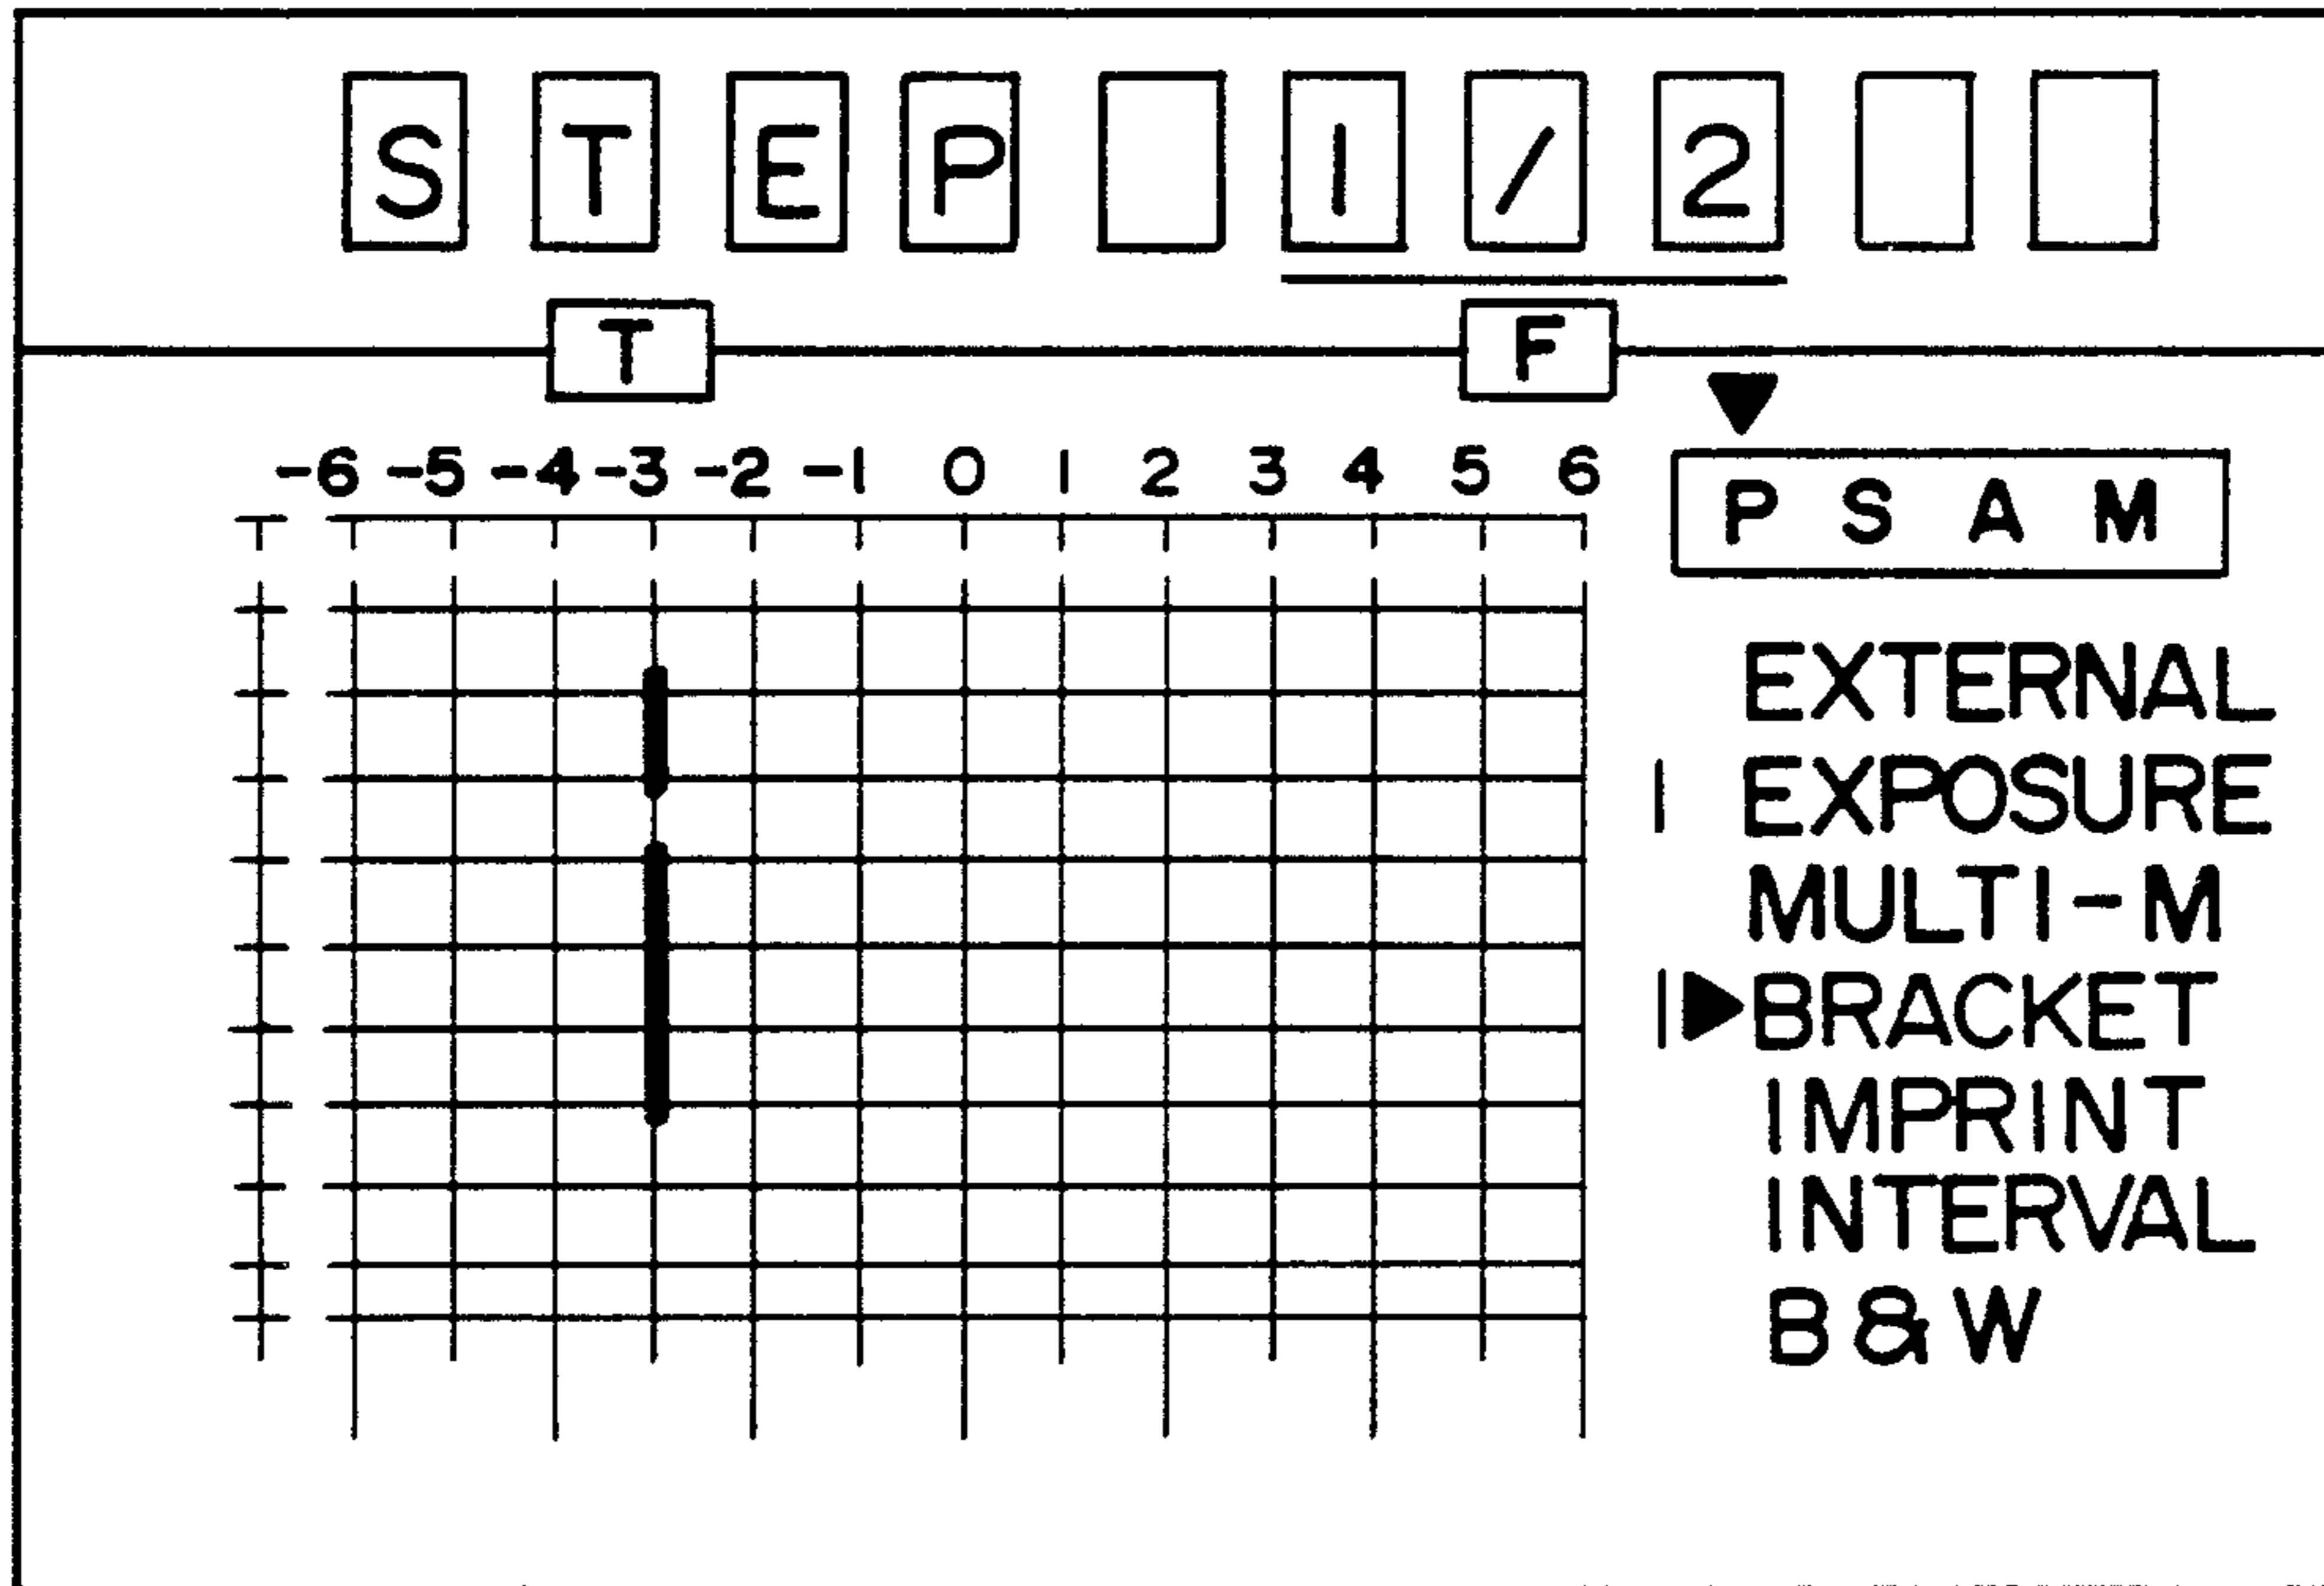 STEP 1/2
T F
-6 -5 -4 -3 -2 -1 0 1 2 3 4 5 6
P S A M
EXTERNAL
EXPOSURE
MULTI-M
BRACKET
IMPRINT
INTERVAL
B&W